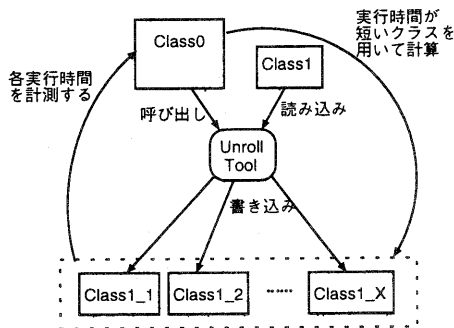 実行時間が
短いクラスを
用いて計算
Class0
Class1
各実行時間
を計測する
呼び出し
読み込み
Unroll
Tool
書き込み
Class1_1
Class1_2
......
Class1_X